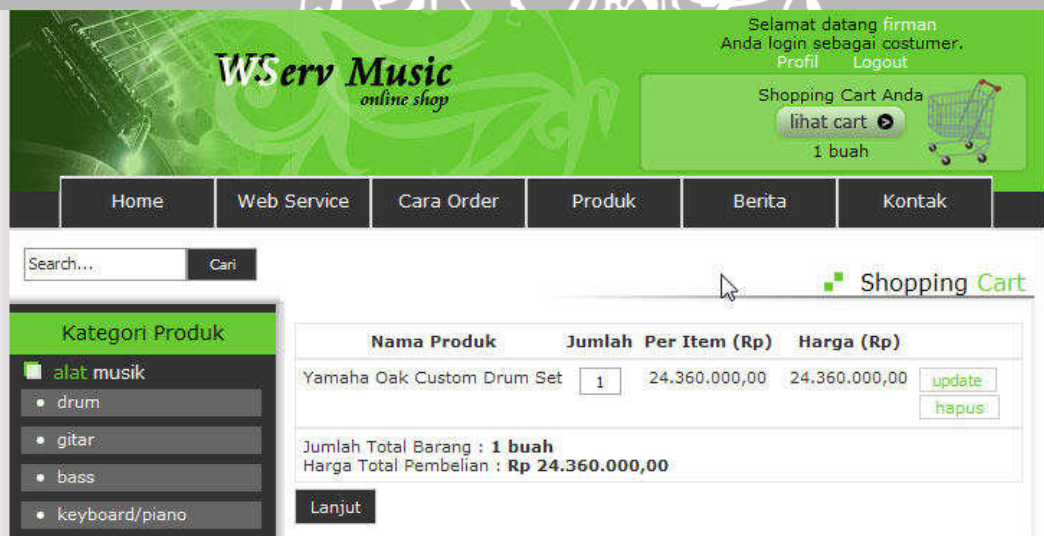 Selamat datang firman
Anda login sebagai costumer.
Profil Logout
WServ Music
online shop
Shopping Cart Anda
lihat cart
1 buah
Home Web Service Cara Order Produk Berita Kontak
Search... Cari
Shopping Cart
Kategori Produk
alat musik
drum
gitar
bass
keyboard/piano
Nama Produk Jumlah Per Item (Rp) Harga (Rp)
Yamaha Oak Custom Drum Set 1 24.360.000,00 24.360.000,00 update
hapus
Jumlah Total Barang : 1 buah
Harga Total Pembelian : Rp 24.360.000,00
Lanjut